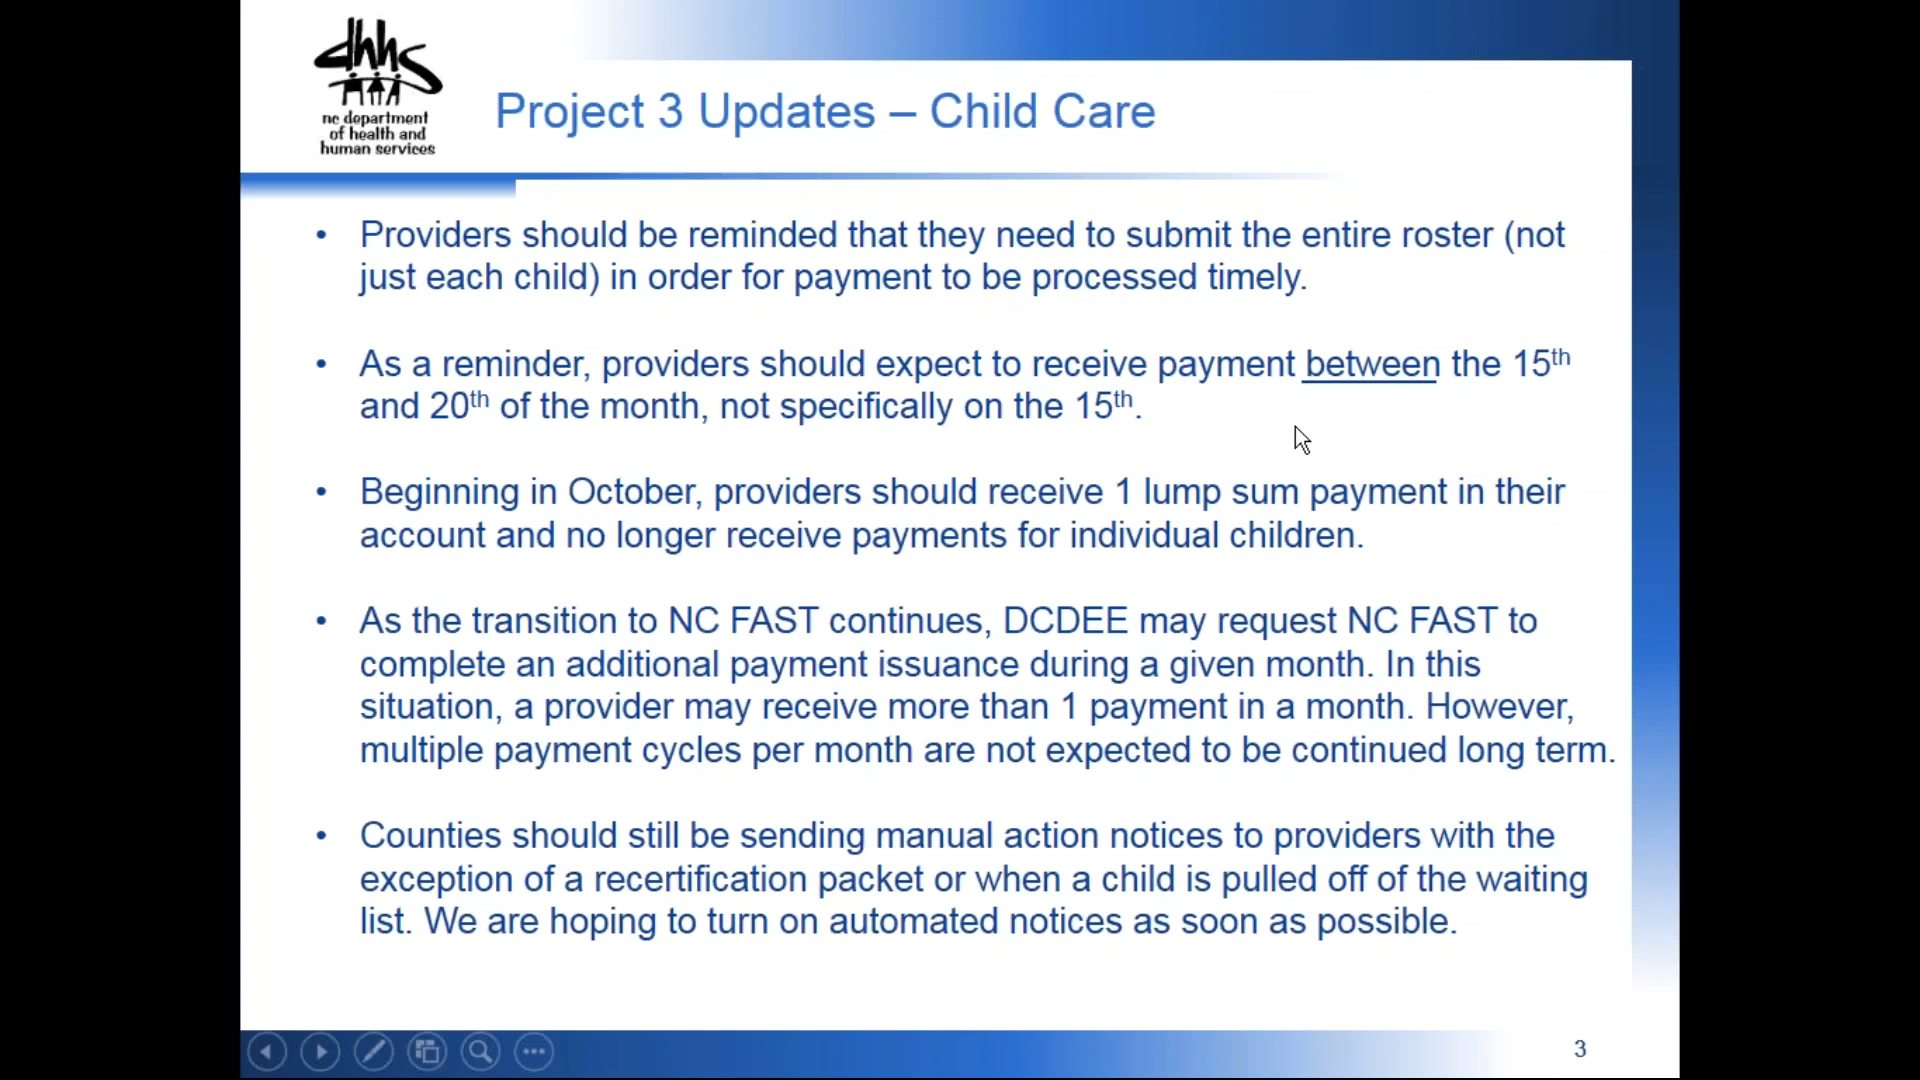 dhhs
nc department
of health and
human services
Project 3 Updates – Child Care
• Providers should be reminded that they need to submit the entire roster (not
just each child) in order for payment to be processed timely.
• As a reminder, providers should expect to receive payment between the 15th
and 20th of the month, not specifically on the 15th.
• Beginning in October, providers should receive 1 lump sum payment in their
account and no longer receive payments for individual children.
• As the transition to NC FAST continues, DCDEE may request NC FAST to
complete an additional payment issuance during a given month. In this
situation, a provider may receive more than 1 payment in a month. However,
multiple payment cycles per month are not expected to be continued long term.
• Counties should still be sending manual action notices to providers with the
exception of a recertification packet or when a child is pulled off of the waiting
list. We are hoping to turn on automated notices as soon as possible.
3